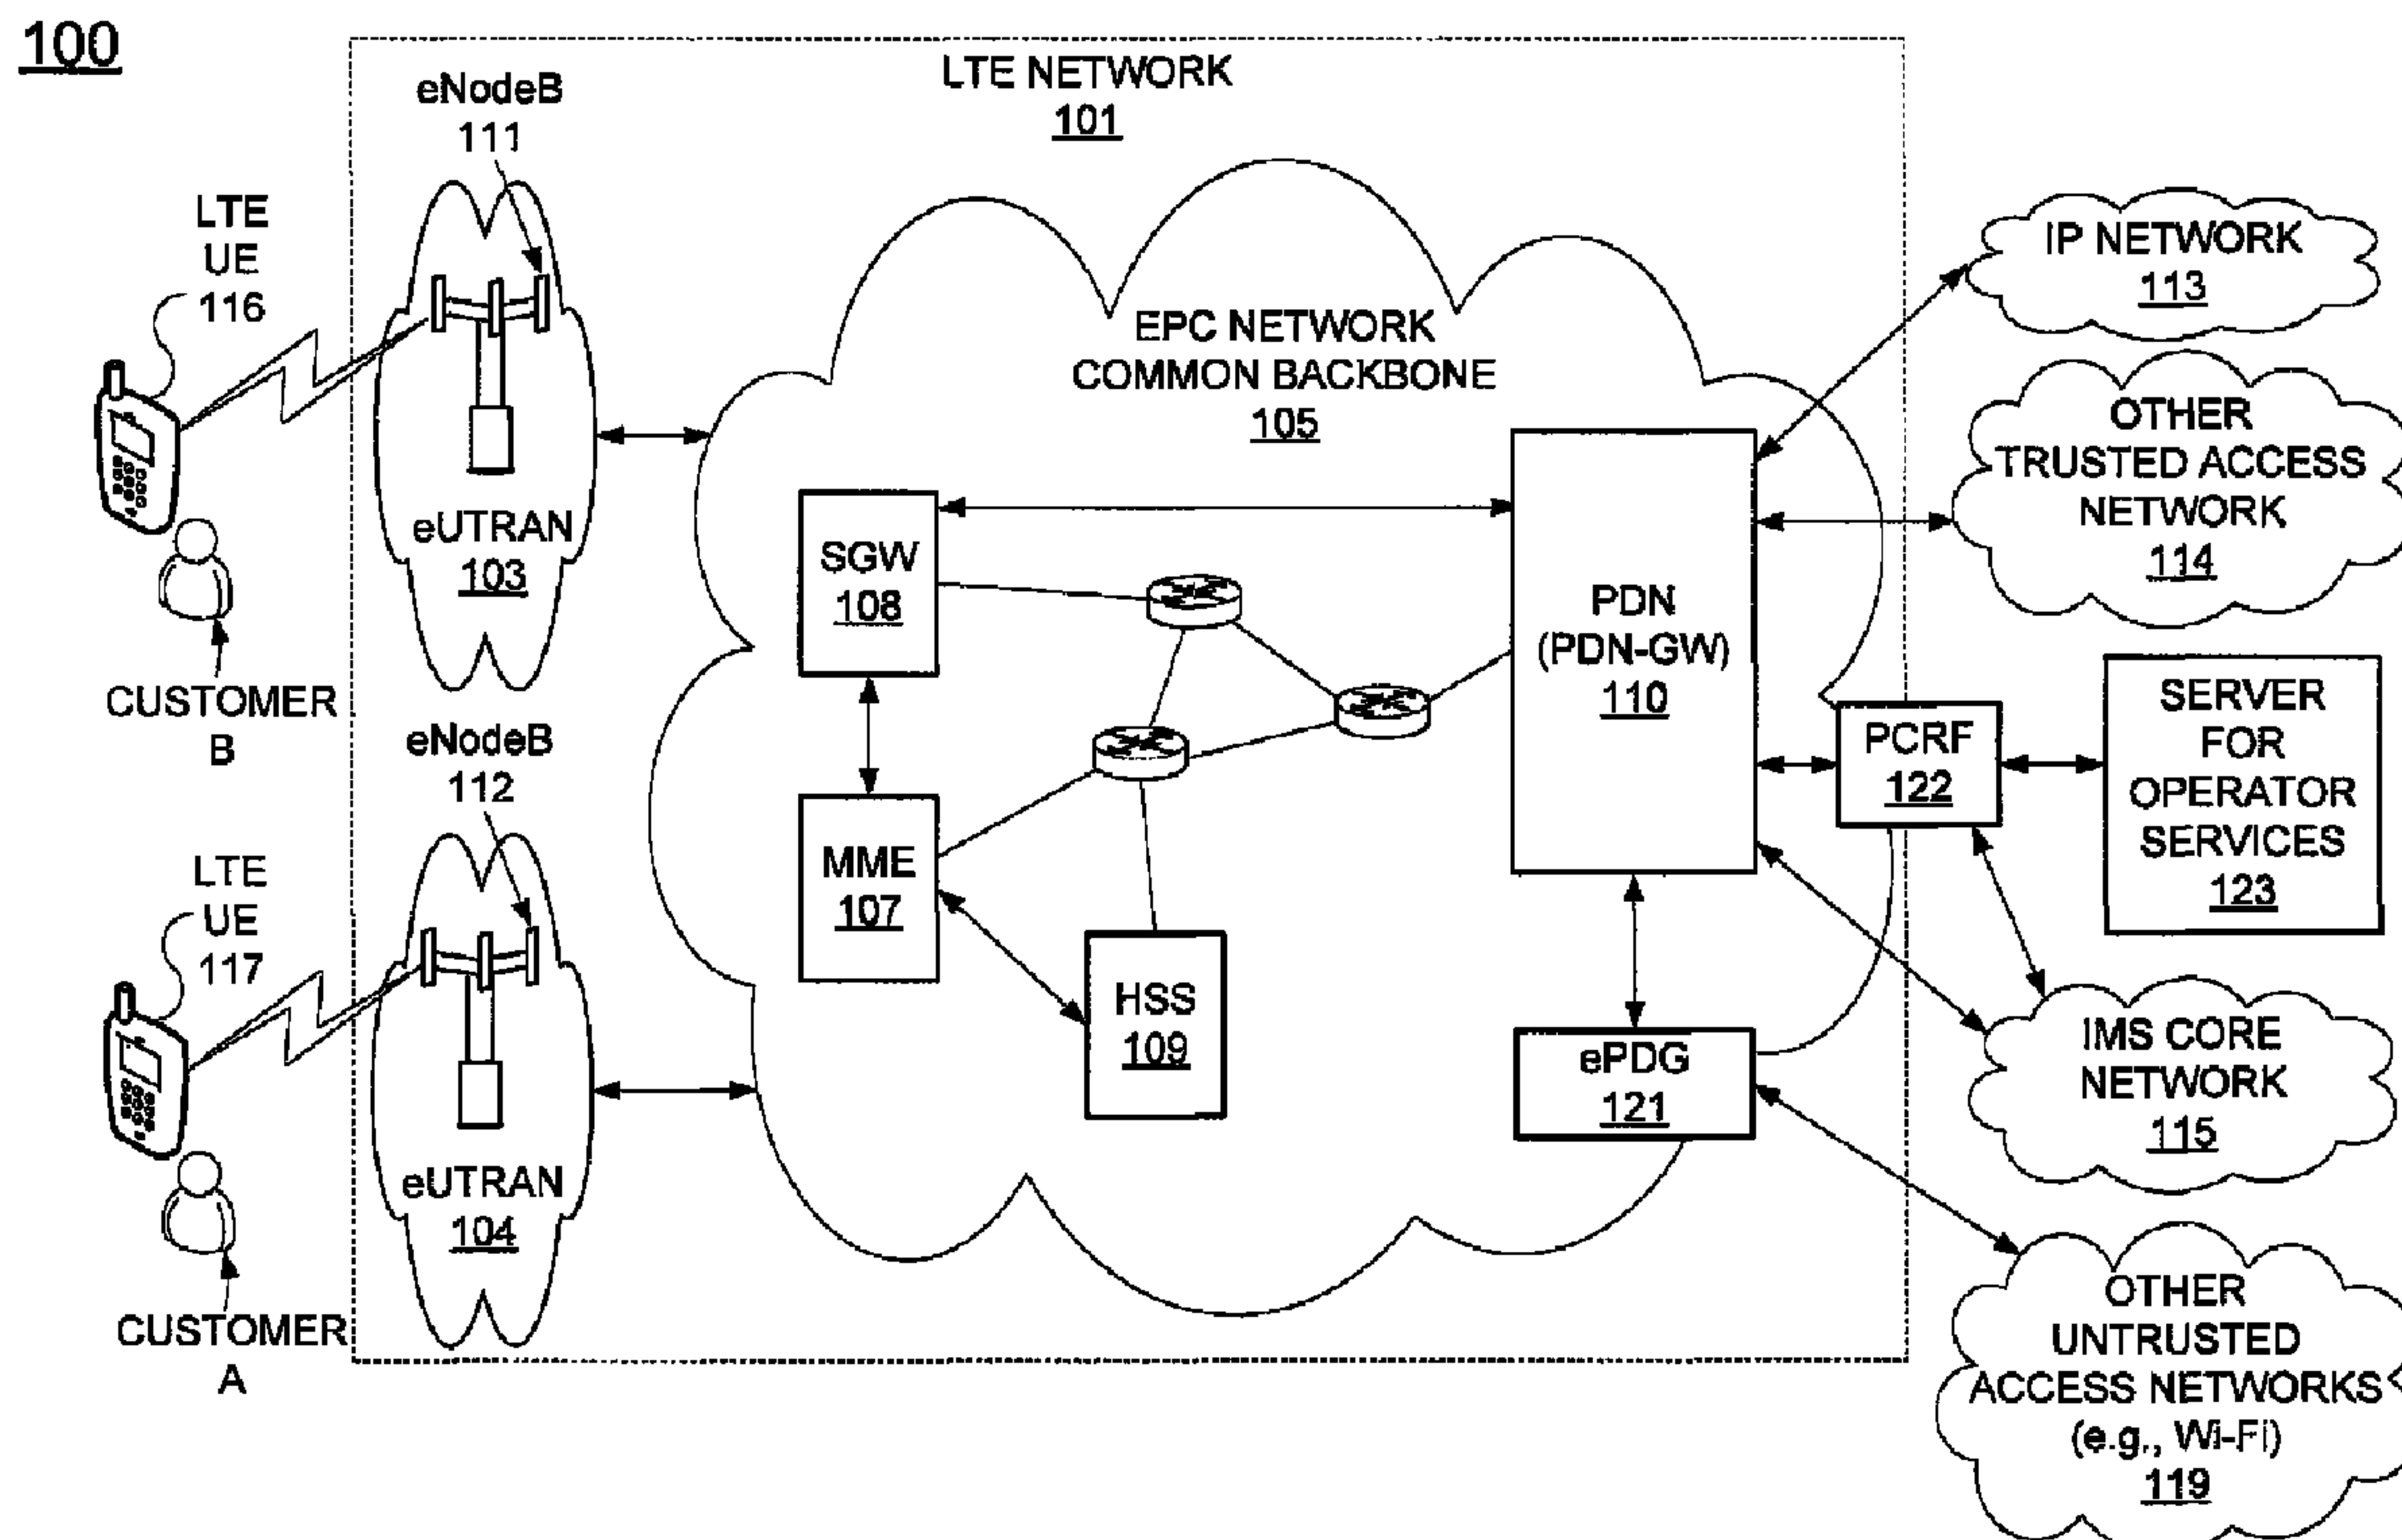 100
LTE NETWORK
101
eNodeB
111
LTE
UE
116
eUTRAN
103
CUSTOMER
B
eNodeB
112
LTE
UE
117
eUTRAN
104
CUSTOMER
A
EPC NETWORK
COMMON BACKBONE
105
SGW
108
MME
107
HSS
109
PDN
(PDN-GW)
110
ePDG
121
PCRF
122
IP NETWORK
113
OTHER
TRUSTED ACCESS
NETWORK
114
SERVER
FOR
OPERATOR
SERVICES
123
IMS CORE
NETWORK
115
OTHER
UNTRUSTED
ACCESS NETWORKS
(e.g., Wi-Fi)
119